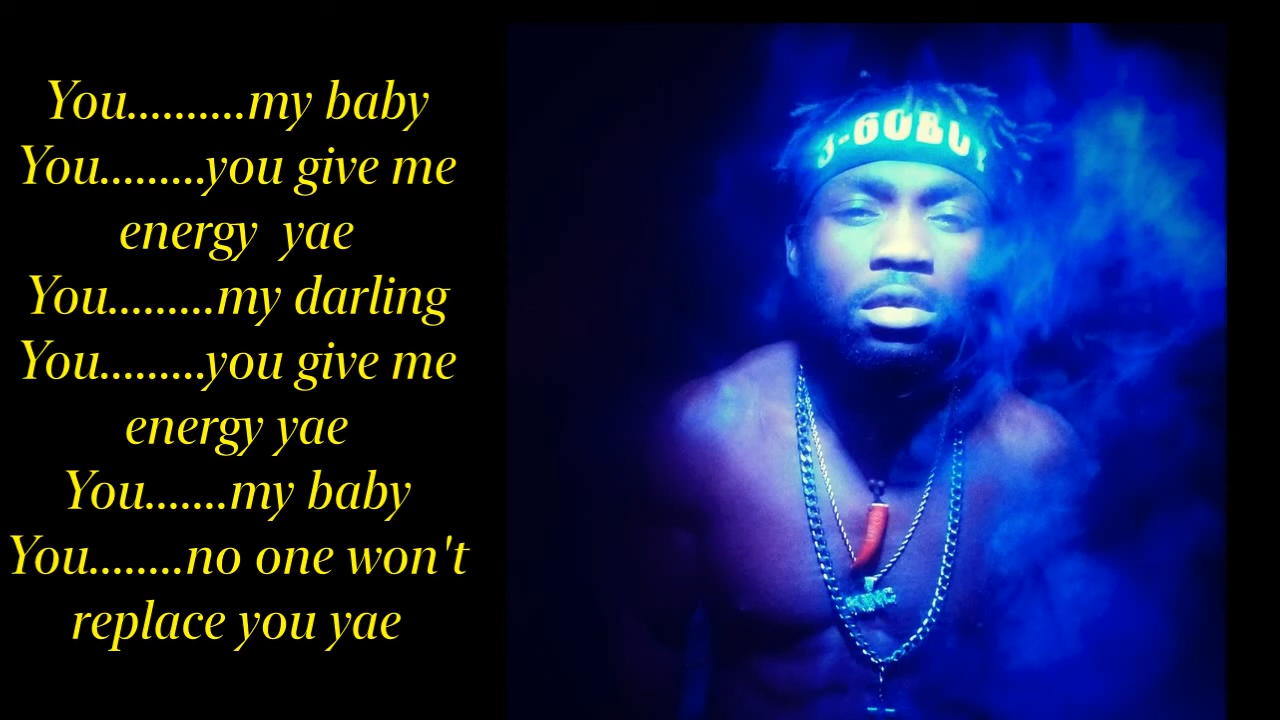 You..........my baby
You.........you give me
energy  yae
You.........my darling
You.........you give me
energy yae
You.......my baby
You........no one won't
replace you yae